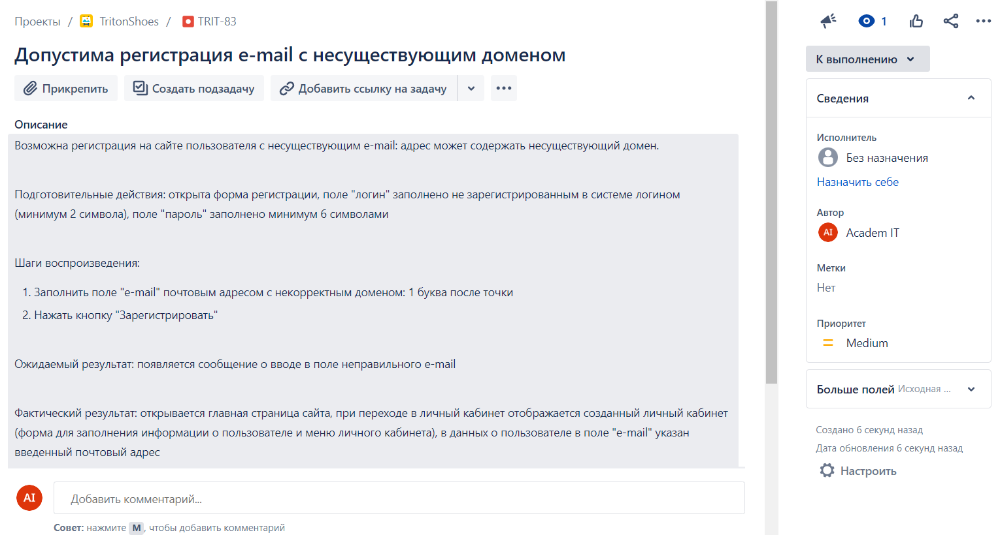 Проекты / TritonShoes / TRIT-83
Допустима регистрация e-mail с несуществующим доменом
Прикрепить
Создать подзадачу
Добавить ссылку на задачу
Описание
Возможна регистрация на сайте пользователя с несуществующим e-mail: адрес может содержать несуществующий домен.
Подготовительные действия: открыта форма регистрации, поле "логин" заполнено не зарегистрированным в системе логином
(минимум 2 символа), поле "пароль" заполнено минимум 6 символами
Шаги воспроизведения:
1. Заполнить поле "e-mail" почтовым адресом с некорректным доменом: 1 буква после точки
2. Нажать кнопку "Зарегистрировать"
Ожидаемый результат: появляется сообщение о вводе в поле неправильного e-mail
Фактический результат: открывается главная страница сайта, при переходе в личный кабинет отображается созданный личный кабинет
(форма для заполнения информации о пользователе и меню личного кабинета), в данных о пользователе в поле "e-mail" указан
введенный почтовый адрес
AI
Добавить комментарий...
Совет: нажмите M, чтобы добавить комментарий
1
К выполнению
Сведения
Исполнитель
Без назначения
Назначить себе
Автор
AI Academ IT
Метки
Нет
Приоритет
Medium
Больше полей Исходная ...
Создано 6 секунд назад
Дата обновления 6 секунд назад
Настроить